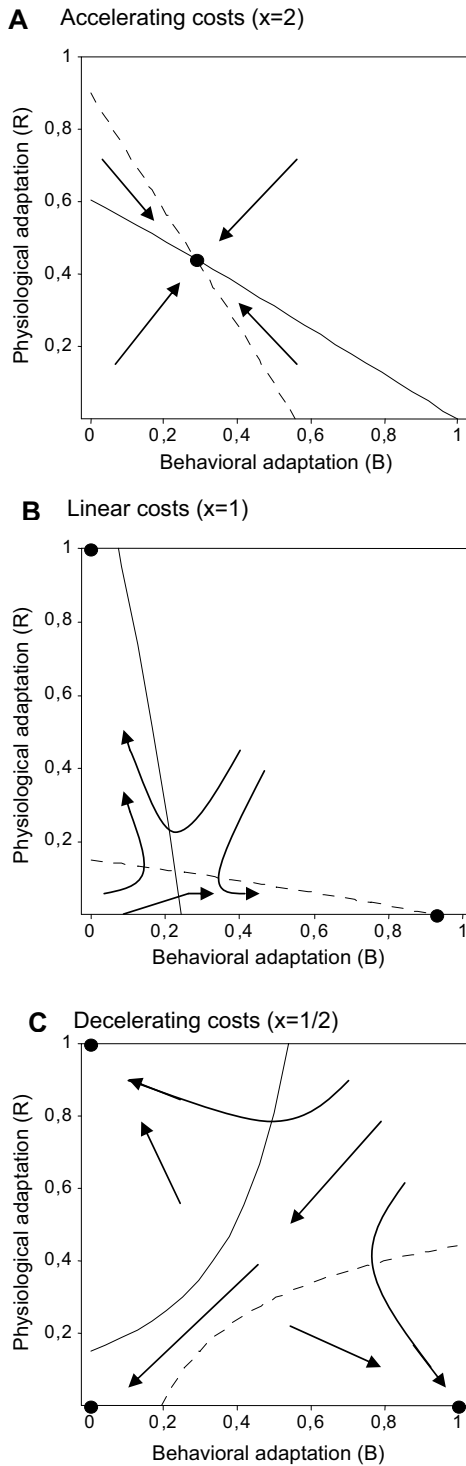 A Accelerating costs (x=2)
1
0,8
0,6
0,4
0,2
Physiological adaptation (R)
0 0,2 0,4 0,6 0,8 1
Behavioral adaptation (B)
B Linear costs (x=1)
1
0,8
0,6
0,4
0,2
Physiological adaptation (R)
0 0,2 0,4 0,6 0,8 1
Behavioral adaptation (B)
C Decelerating costs (x=1/2)
1
0,8
0,6
0,4
0,2
Physiological adaptation (R)
0 0,2 0,4 0,6 0,8 1
Behavioral adaptation (B)